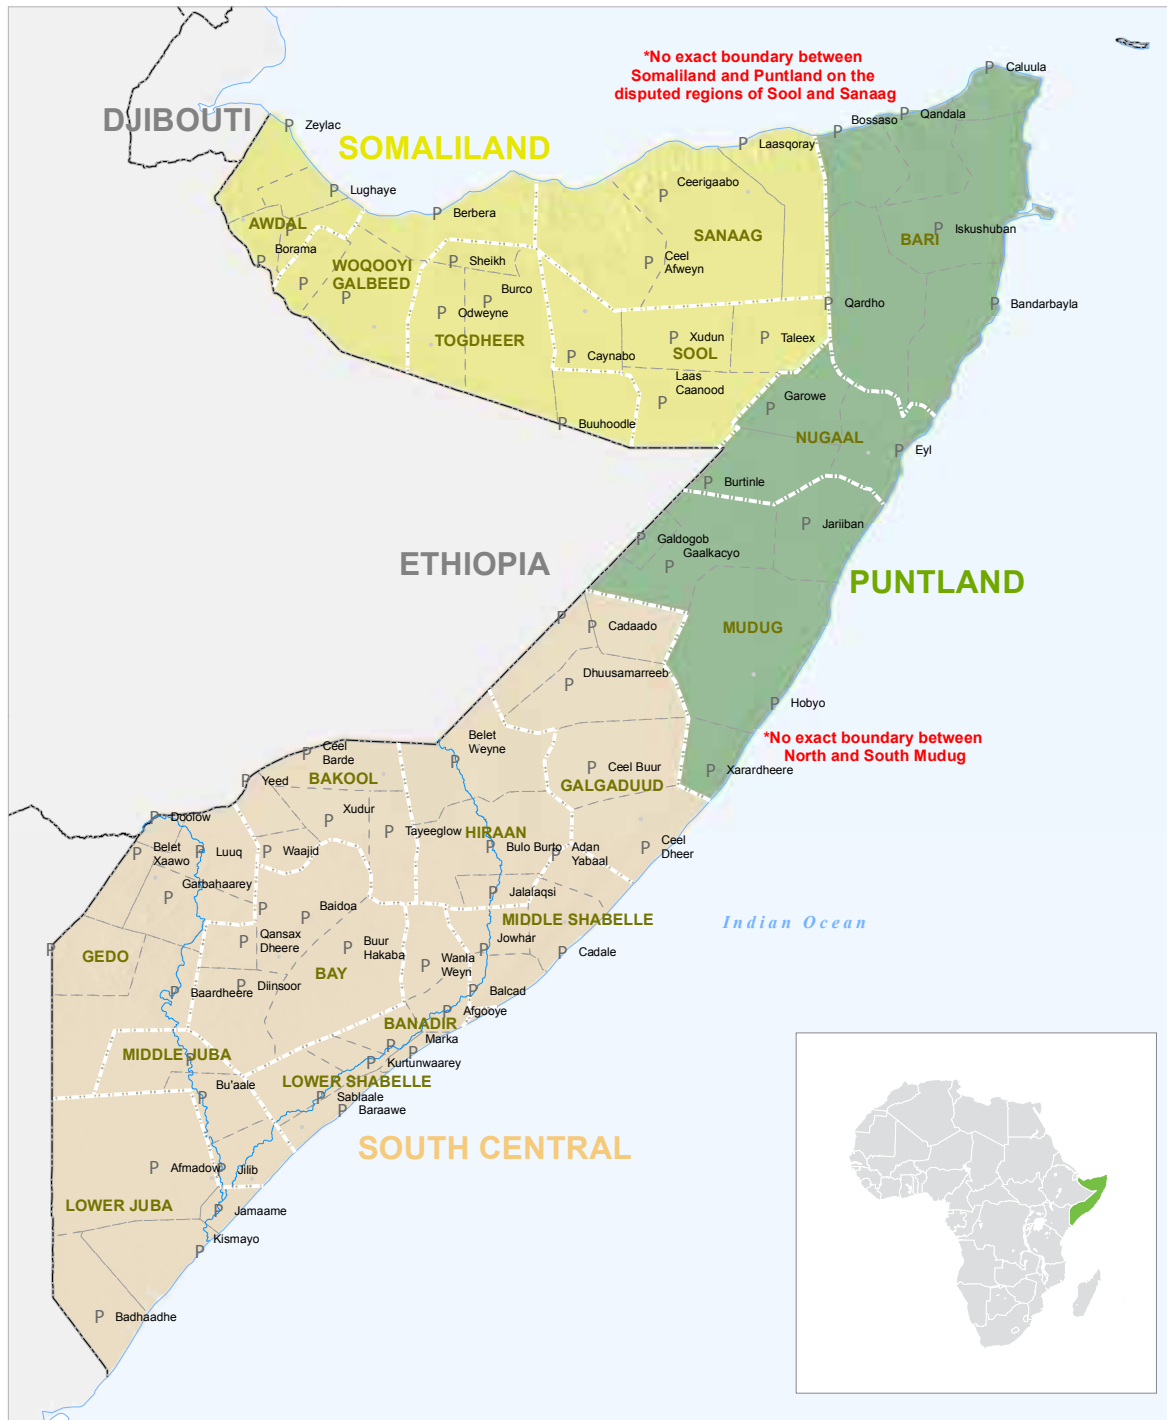 *No exact boundary between
Somaliland and Puntland on the
disputed regions of Sool and Sanaag
Caluula
DJIBOUTI
Zeylac
SOMALILAND
Qandala
Bossaso
Laasqoray
Lughaye
Ceerigaabo
Berbera
AWDAL
SANAAG
BARI
Iskushuban
Borama
WOQOOYI
GALBEED
Sheikh
Ceel
Afweyn
Burco
Odweyne
Qardho
Bandarbayla
TOGDHEER
Xudun
Taleex
SOOL
Caynabo
Laas
Caanood
Garowe
Buuhoodle
NUGAAL
Eyl
Burtinle
Jariiban
Galdogob
Gaalkacyo
ETHIOPIA
PUNTLAND
Cadaado
MUDUG
Dhuusamarreeb
Hobyo
*No exact boundary between
North and South Mudug
Belet
Weyne
Ceel
Barde
Yeed
BAKOOL
Ceel Buur
Xarardheere
GALGADUUD
Doolow
Xudur
Tayeeglow
HIRAAN
Belet
Xaawo
Luuq
Waajid
Bulo Burto
Adan
Yabaal
Ceel
Dheer
Garbahaarey
Jalalaqsi
Baidoa
MIDDLE SHABELLE
Indian Ocean
Qansax
Dheere
Buur
Hakaba
Jowhar
GEDO
Wanla
Weyn
Cadale
BAY
Baardheere
Diinsoor
Balcad
Afgooye
BANADIR
Marka
MIDDLE JUBA
Kurtunwaarey
Bu'aale
LOWER SHABELLE
Sablaale
Baraawe
SOUTH CENTRAL
Afmadow
Jilib
LOWER JUBA
Jamaame
Kismayo
Badhaadhe